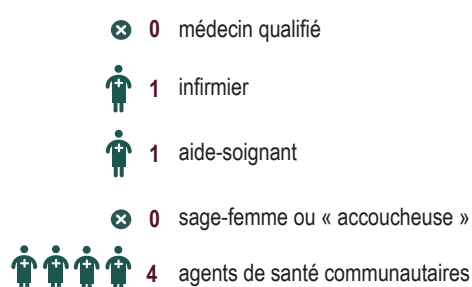 0 médecin qualifié
1 infirmier
1 aide-soignant
0 sage-femme ou « accoucheuse »
4 agents de santé communautaires